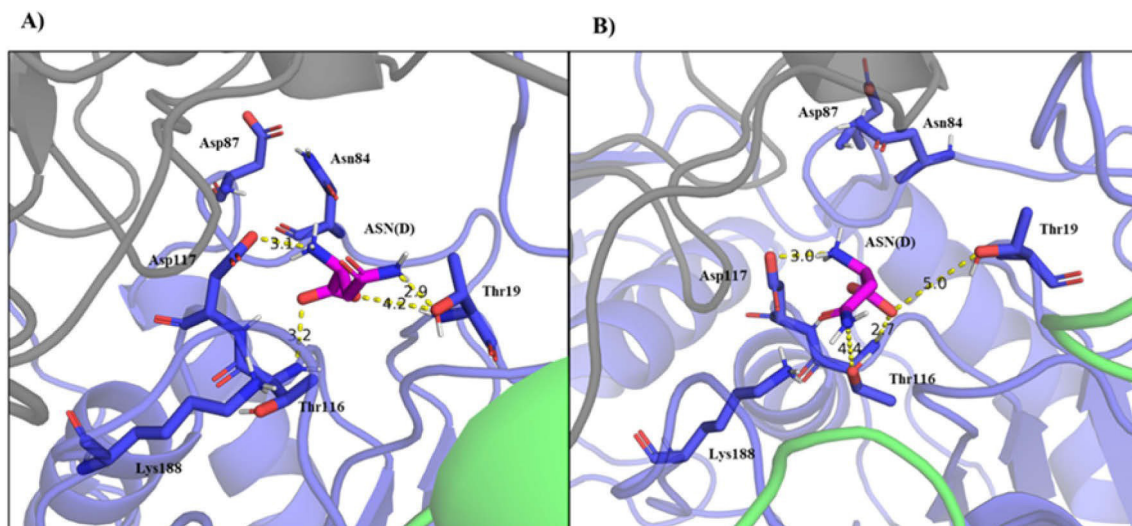 A)
B)
Asp87
Asn84
ASN(D)
3.1
Asp117
2.9
4.2
Thr19
3.2
Thr116
Lys188
Asp87
Asn84
ASN(D)
Thr19
3.0
Asp117
5.0
2.7
4.4
Thr116
Lys188